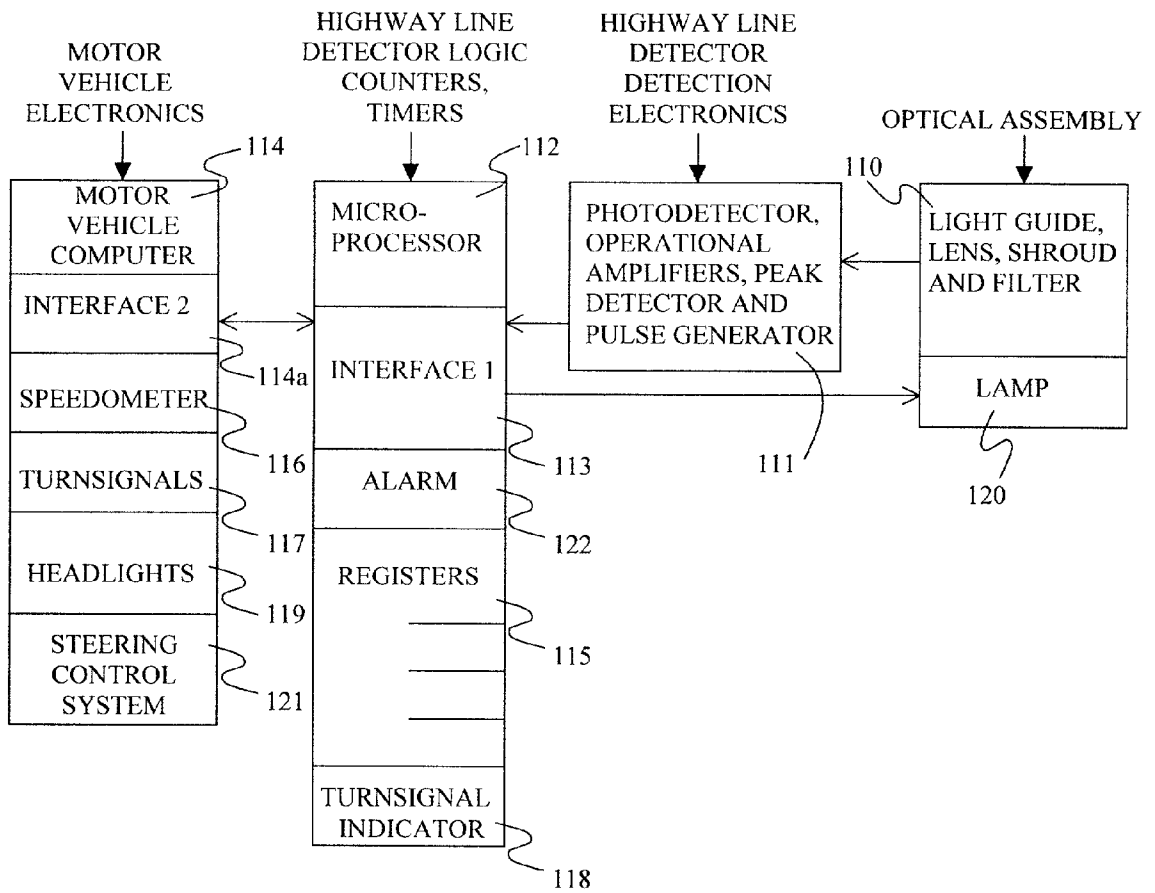 MOTOR
VEHICLE
ELECTRONICS
114
MOTOR
VEHICLE
COMPUTER
INTERFACE 2
114a
SPEEDOMETER
116
TURNSIGNALS
117
HEADLIGHTS
119
STEERING
CONTROL
SYSTEM
121
HIGHWAY LINE
DETECTOR LOGIC
COUNTERS,
TIMERS
112
MICRO-
PROCESSOR
INTERFACE 1
113
ALARM
122
REGISTERS
115
TURNSIGNAL
INDICATOR
118
HIGHWAY LINE
DETECTOR
DETECTION
ELECTRONICS
PHOTODETECTOR,
OPERATIONAL
AMPLIFIERS, PEAK
DETECTOR AND
PULSE GENERATOR
111
OPTICAL ASSEMBLY
110
LIGHT GUIDE,
LENS, SHROUD
AND FILTER
LAMP
120